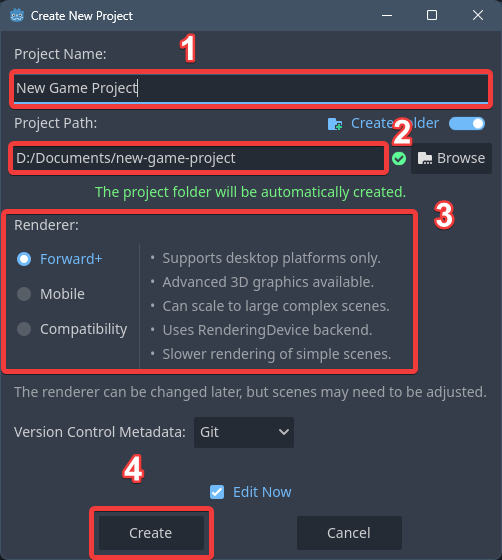 Create New Project
1
Project Name:
New Game Project
Project Path:
Create Folder
2
D:/Documents/new-game-project
Browse
The project folder will be automatically created.
3
Renderer:
Forward+
Mobile
Compatibility
• Supports desktop platforms only.
• Advanced 3D graphics available.
• Can scale to large complex scenes.
• Uses RenderingDevice backend.
• Slower rendering of simple scenes.
The renderer can be changed later, but scenes may need to be adjusted.
Version Control Metadata: Git
4
Edit Now
Create
Cancel